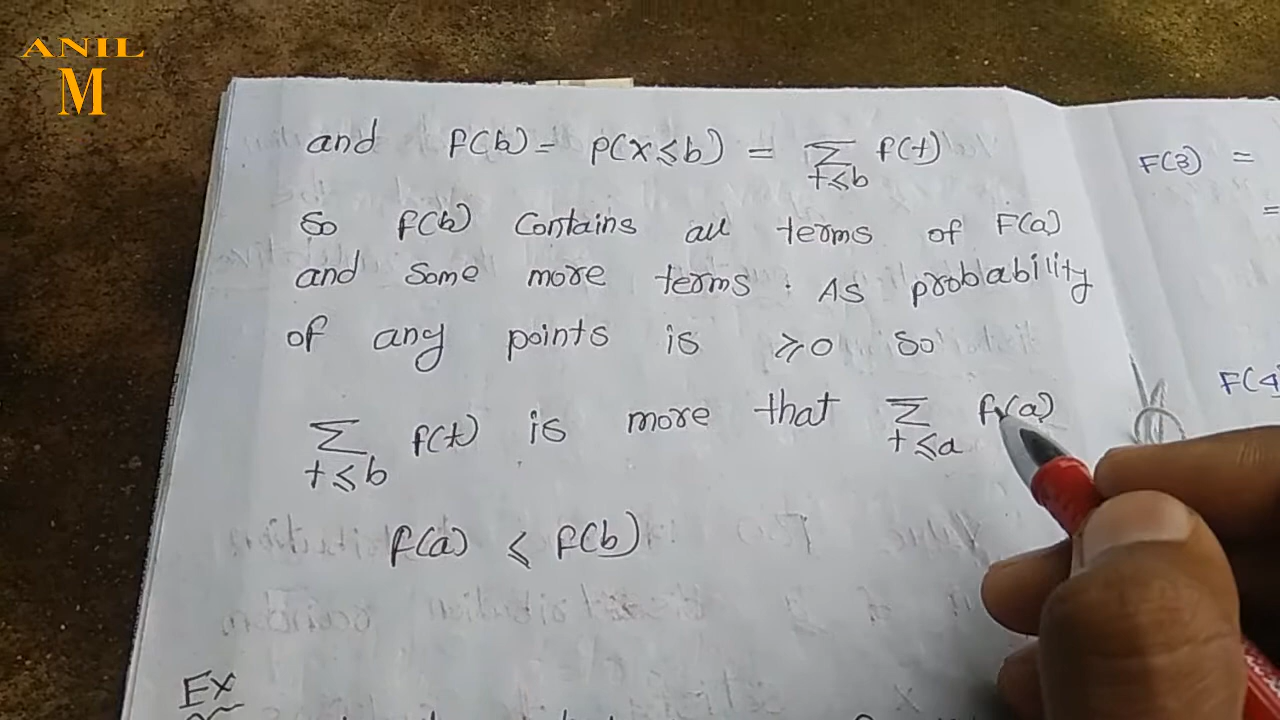 ANIL
M
and F(b) = P(X ≤ b) = ∑ f(t)
t ≤ b
So F(b) Contains all terms of F(a)
and some more terms. As probability
of any points is ≥ 0 so
∑ f(t) is more that ∑ f(a)
t ≤ b t ≤ a
F(a) ≤ F(b)
Ex
F(3) =
=
F(4)